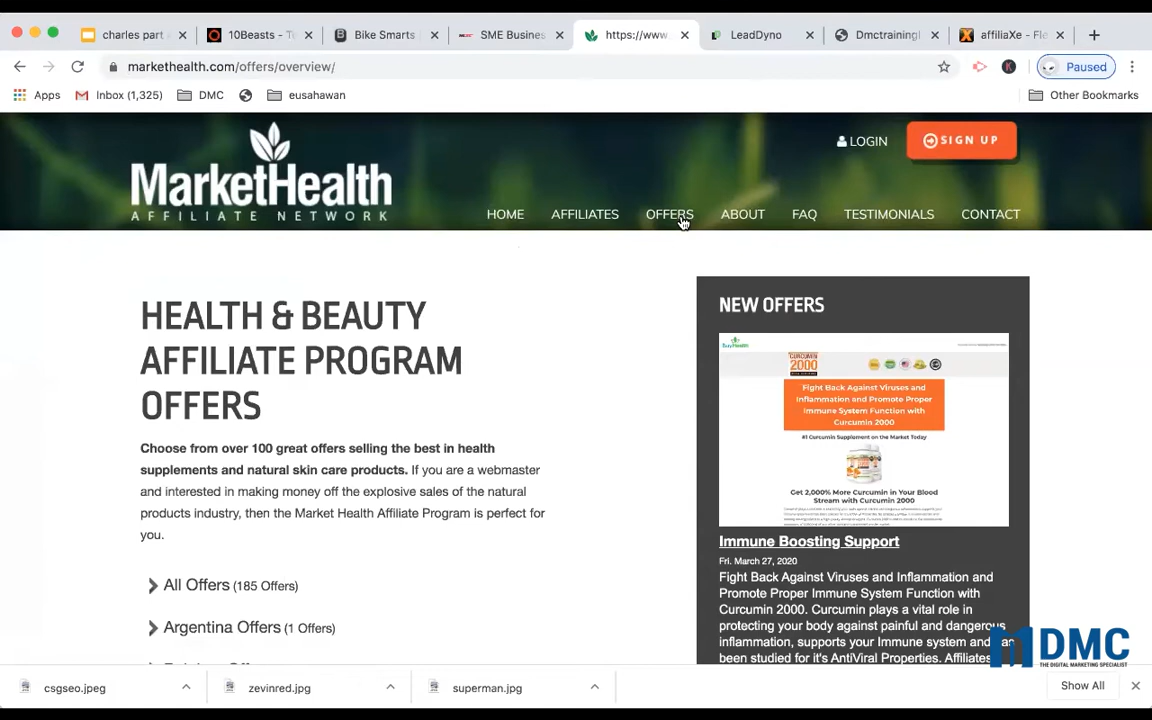 charles part
10Beasts - T
Bike Smarts
SME Busines
https://www.
LeadDyno
Dmctrainingl
affiliaXe - Fle
markethealth.com/offers/overview/
Paused
Apps
Inbox (1,325)
DMC
eusahawan
Other Bookmarks
LOGIN
SIGN UP
MarketHealth
AFFILIATE NETWORK
HOME
AFFILIATES
OFFERS
ABOUT
FAQ
TESTIMONIALS
CONTACT
HEALTH & BEAUTY
AFFILIATE PROGRAM
OFFERS
Choose from over 100 great offers selling the best in health
supplements and natural skin care products. If you are a webmaster
and interested in making money off the explosive sales of the natural
products industry, then the Market Health Affiliate Program is perfect for
you.
All Offers (185 Offers)
Argentina Offers (1 Offers)
NEW OFFERS
CURCUMIN
2000
Fight Back Against Viruses and
Inflammation and Promote Proper
Immune System Function with
Curcumin 2000
#1 Curcumin Supplement on the Market Today
Get 2,000% More Curcumin in Your Blood
Stream with Curcumin 2000
Immune Boosting Support
Fri. March 27, 2020
Fight Back Against Viruses and Inflammation and
Promote Proper Immune System Function with
Curcumin 2000. Curcumin plays a vital role in
protecting your body against painful and dangerous
inflammation, supports your Immune system and has
been studied for it's AntiViral Properties. Affiliates
DMC
THE DIGITAL MARKETING SPECIALIST
csgseo.jpeg
zevinred.jpg
superman.jpg
Show All